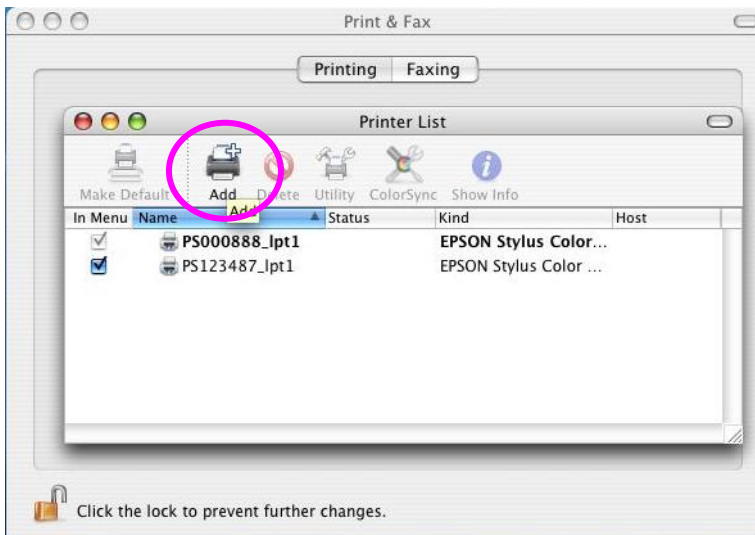 Print & Fax
Printing Faxing
Printer List
Make Default Add Delete Utility ColorSync Show Info
Add
In Menu Name Status Kind Host
PS000888_lpt1 EPSON Stylus Color...
PS123487_lpt1 EPSON Stylus Color ...
Click the lock to prevent further changes.